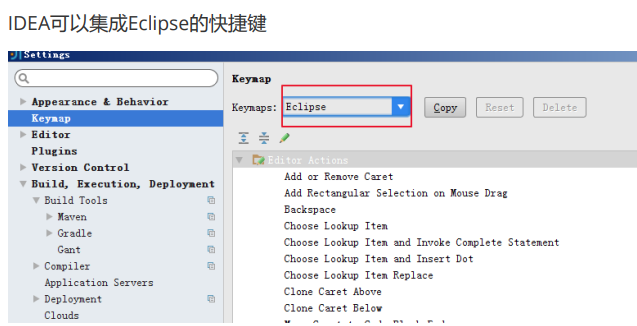 IDEA可以集成Eclipse的快捷键
Settings
Appearance & Behavior
Keymap
Editor
Plugins
Version Control
Build, Execution, Deployment
Build Tools
Maven
Gradle
Gant
Compiler
Application Servers
Deployment
Clouds
Keymap
Keymaps: Eclipse Copy Reset Delete
Editor Actions
Add or Remove Caret
Add Rectangular Selection on Mouse Drag
Backspace
Choose Lookup Item
Choose Lookup Item and Invoke Complete Statement
Choose Lookup Item and Insert Dot
Choose Lookup Item Replace
Clone Caret Above
Clone Caret Below